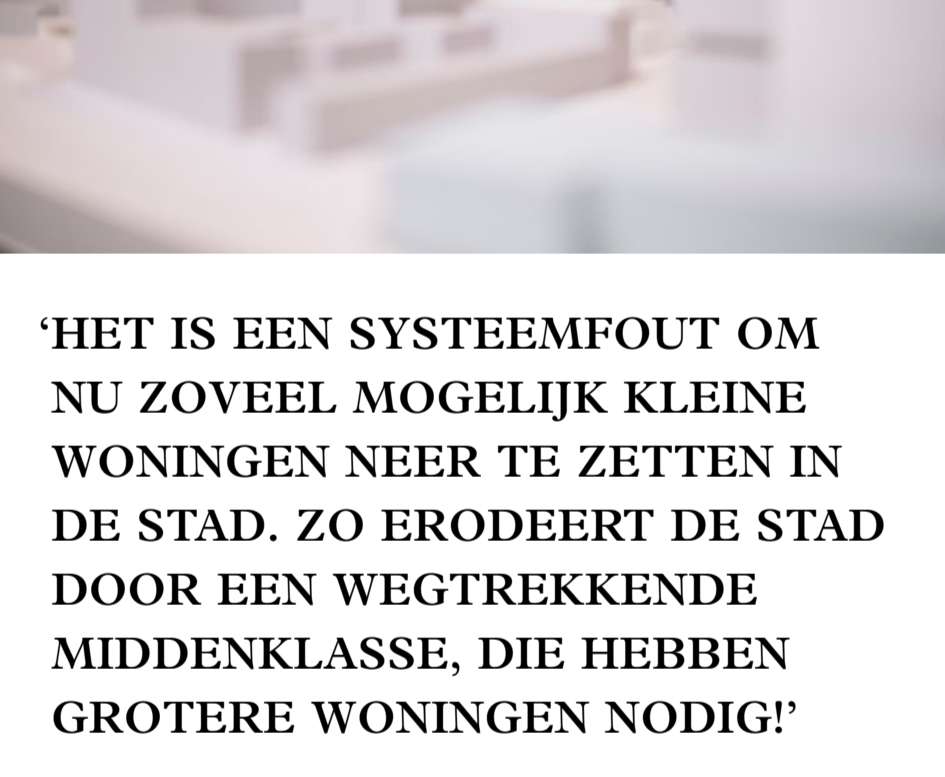 ‘HET IS EEN SYSTEEMFOUT OM
NU ZOVEEL MOGELIJK KLEINE
WONINGEN NEER TE ZETTEN IN
DE STAD. ZO ERODEERT DE STAD
DOOR EEN WEGTREKKENDE
MIDDENKLASSE, DIE HEBBEN
GROTERE WONINGEN NODIG!’